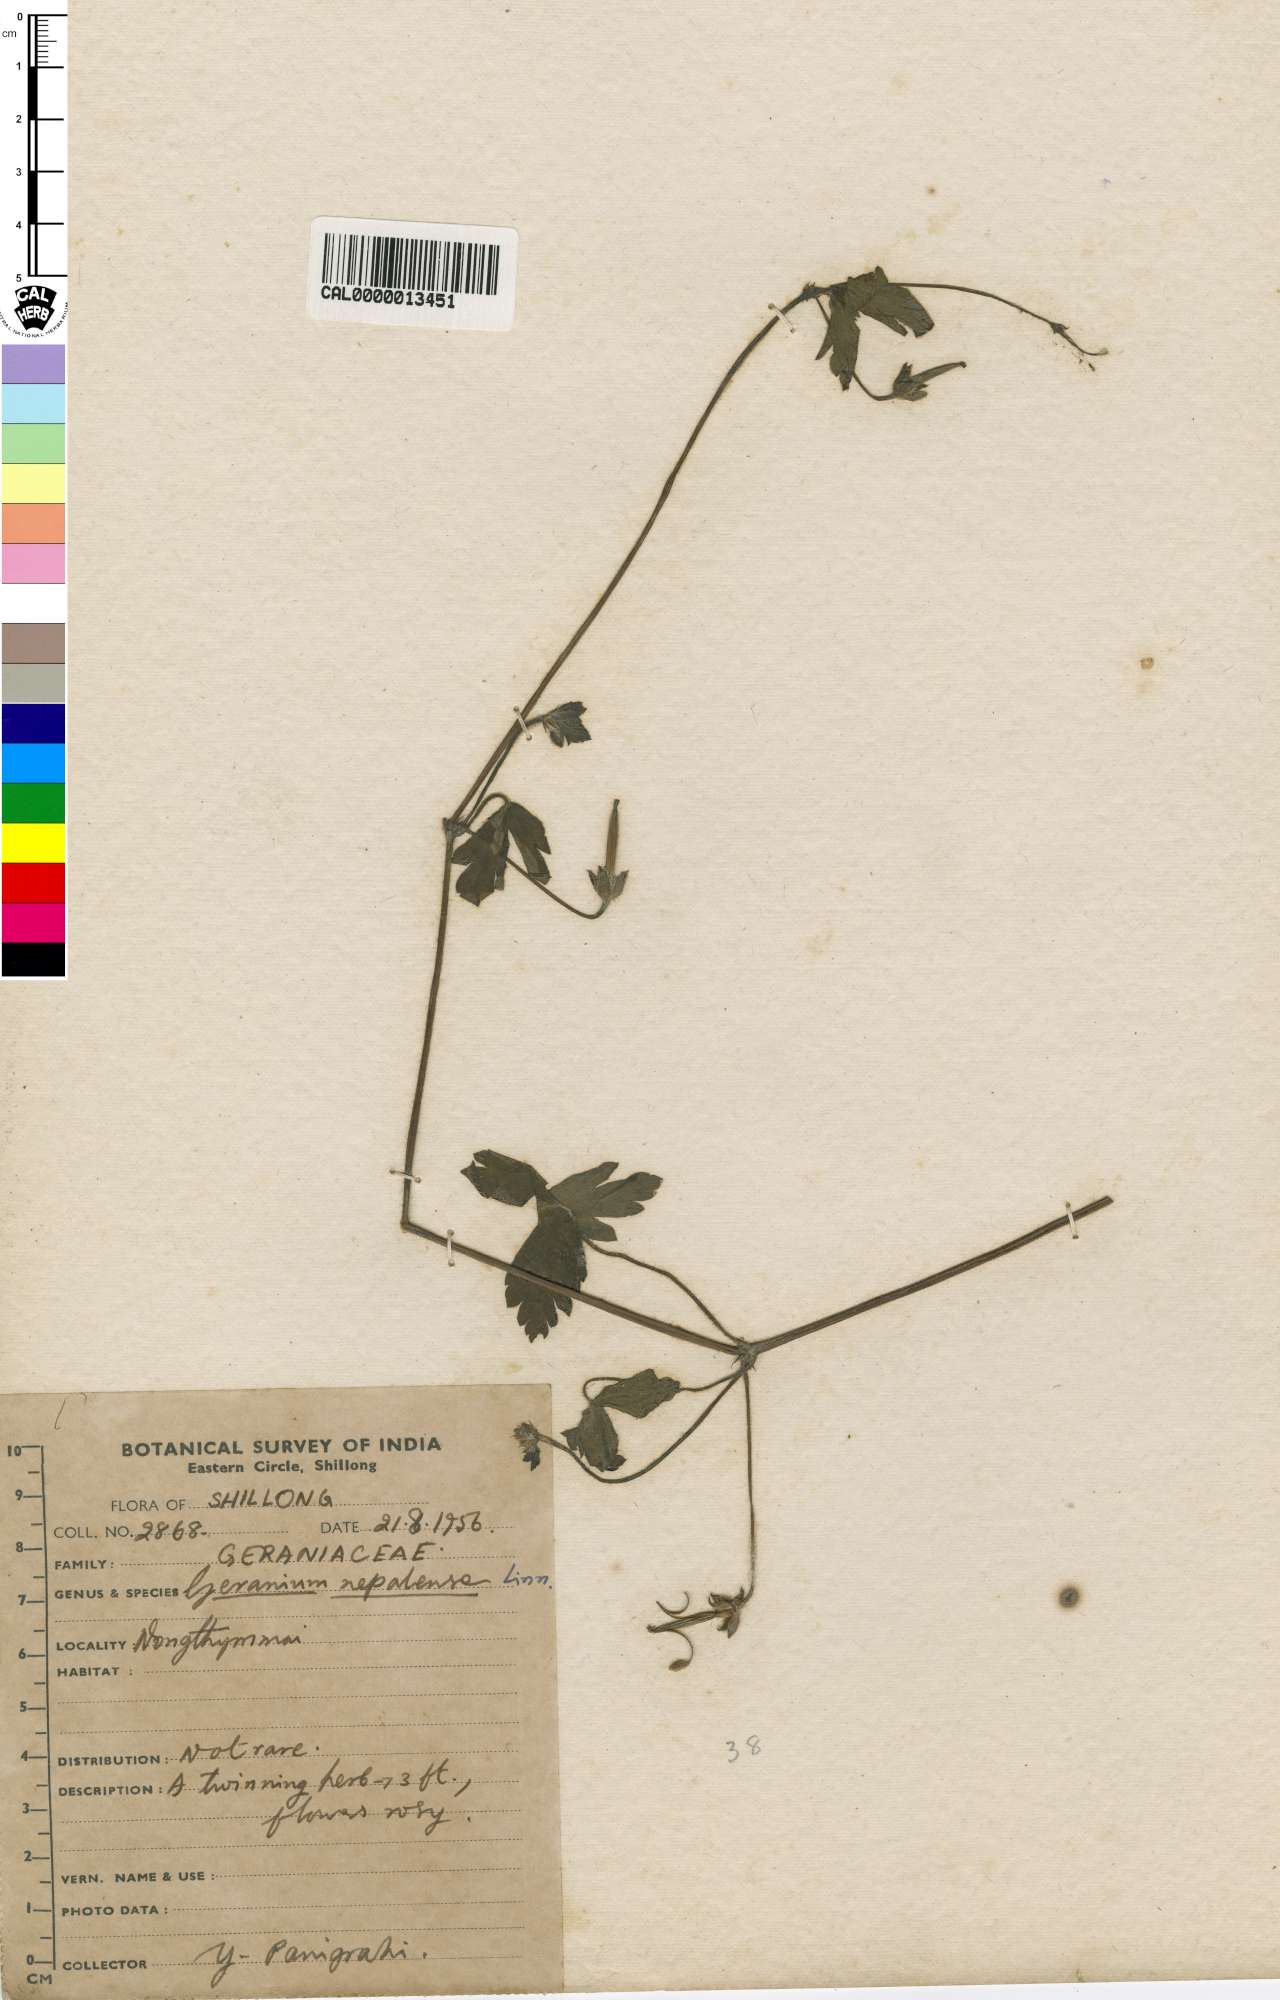 0
cm
1
2
3
4
5
CAL
HERB
CENTRAL NATIONAL HERBARIUM
CAL0000013451
BOTANICAL SURVEY OF INDIA
Eastern Circle, Shillong
FLORA OF SHILLONG
COLL. NO. 2868. DATE 21.8.1956.
FAMILY: GERANIACEAE.
GENUS & SPECIES Geranium nepalense Linn.
LOCALITY Nongthymmai
HABITAT :
DISTRIBUTION: Not rare.
DESCRIPTION: A twinning herb → 3 ft.,
flowers rosy.
VERN. NAME & USE :
PHOTO DATA :
COLLECTOR Y- Panigrahi.
10
9
8
7
6
5
4
3
2
1
0
CM
38